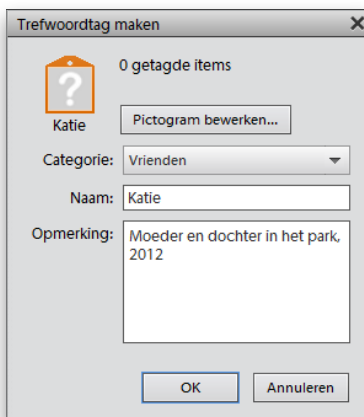 Trefwoordtag maken
0 getagde items
Katie
Pictogram bewerken...
Categorie: Vrienden
Naam: Katie
Opmerking: Moeder en dochter in het park,
2012
OK Annuleren